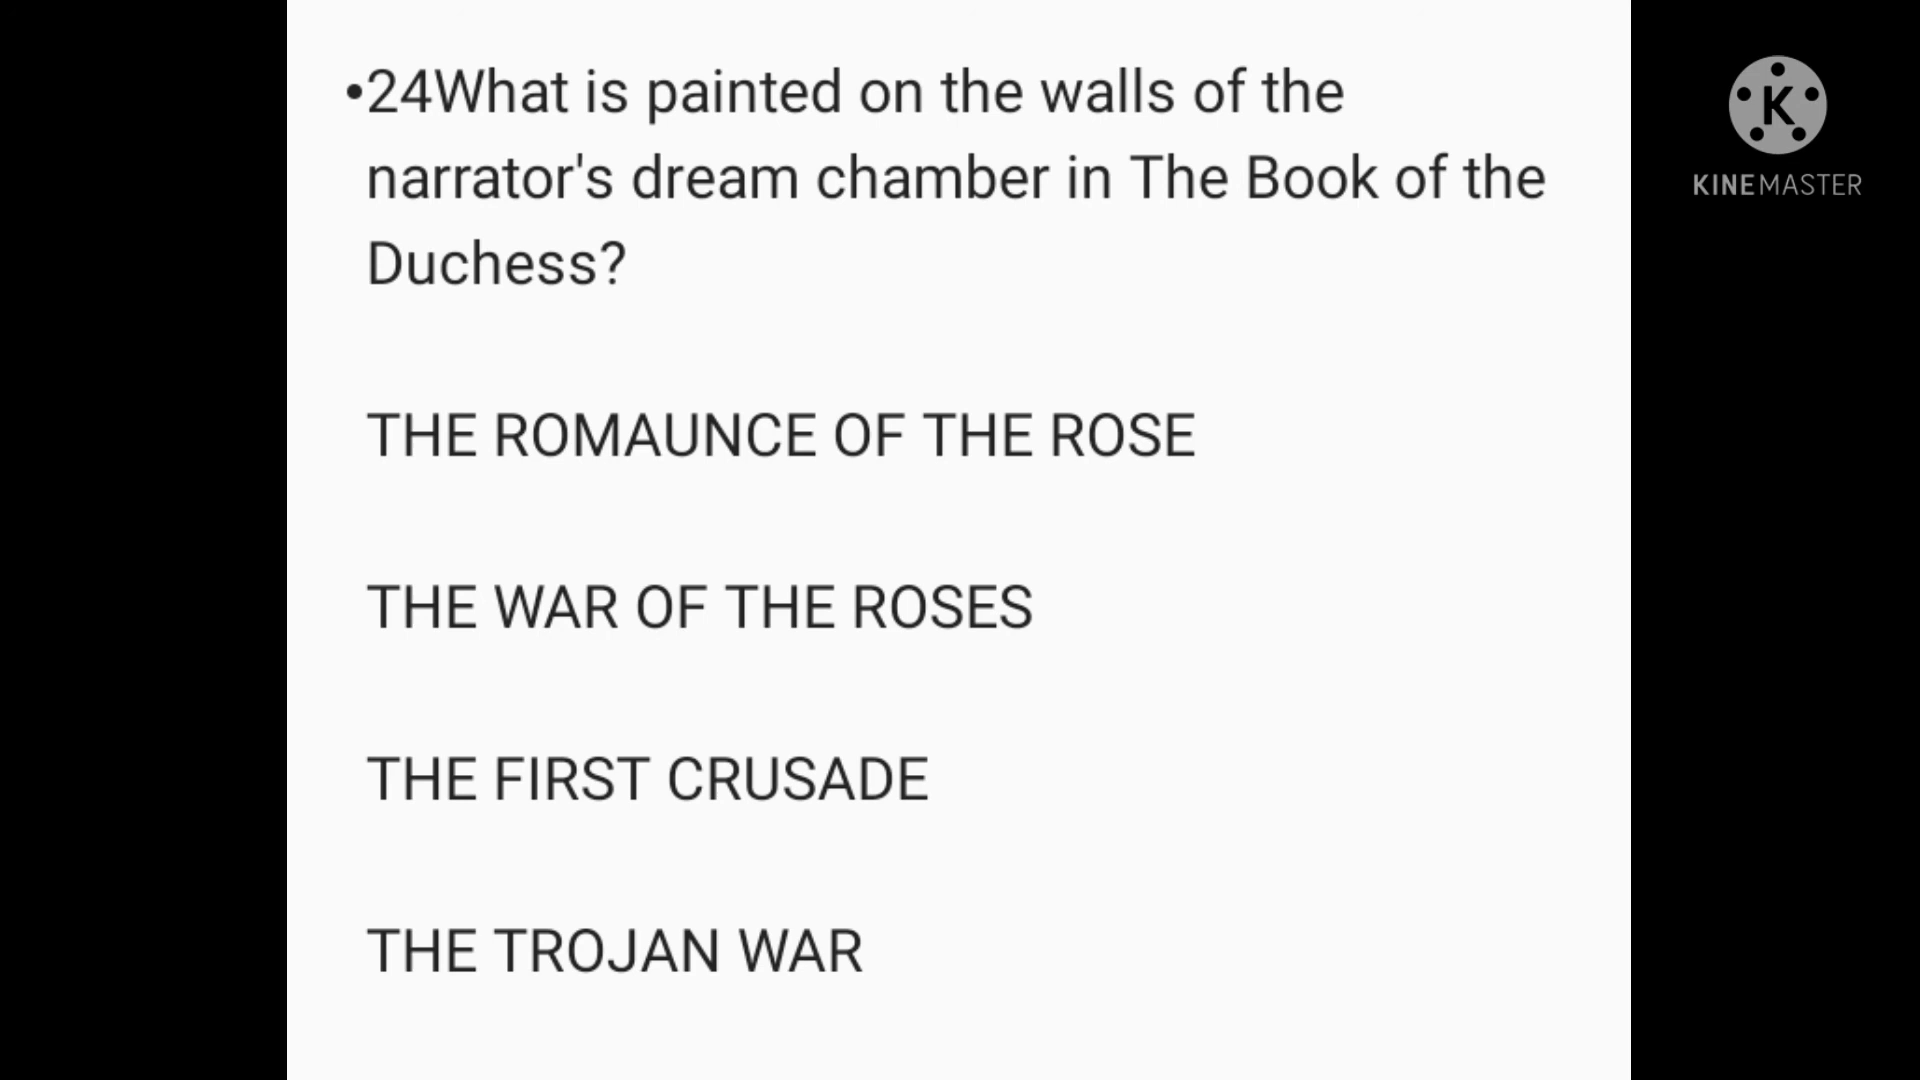 •24What is painted on the walls of the
narrator's dream chamber in The Book of the
Duchess?
THE ROMAUNCE OF THE ROSE
THE WAR OF THE ROSES
THE FIRST CRUSADE
THE TROJAN WAR
K
KINEMASTER